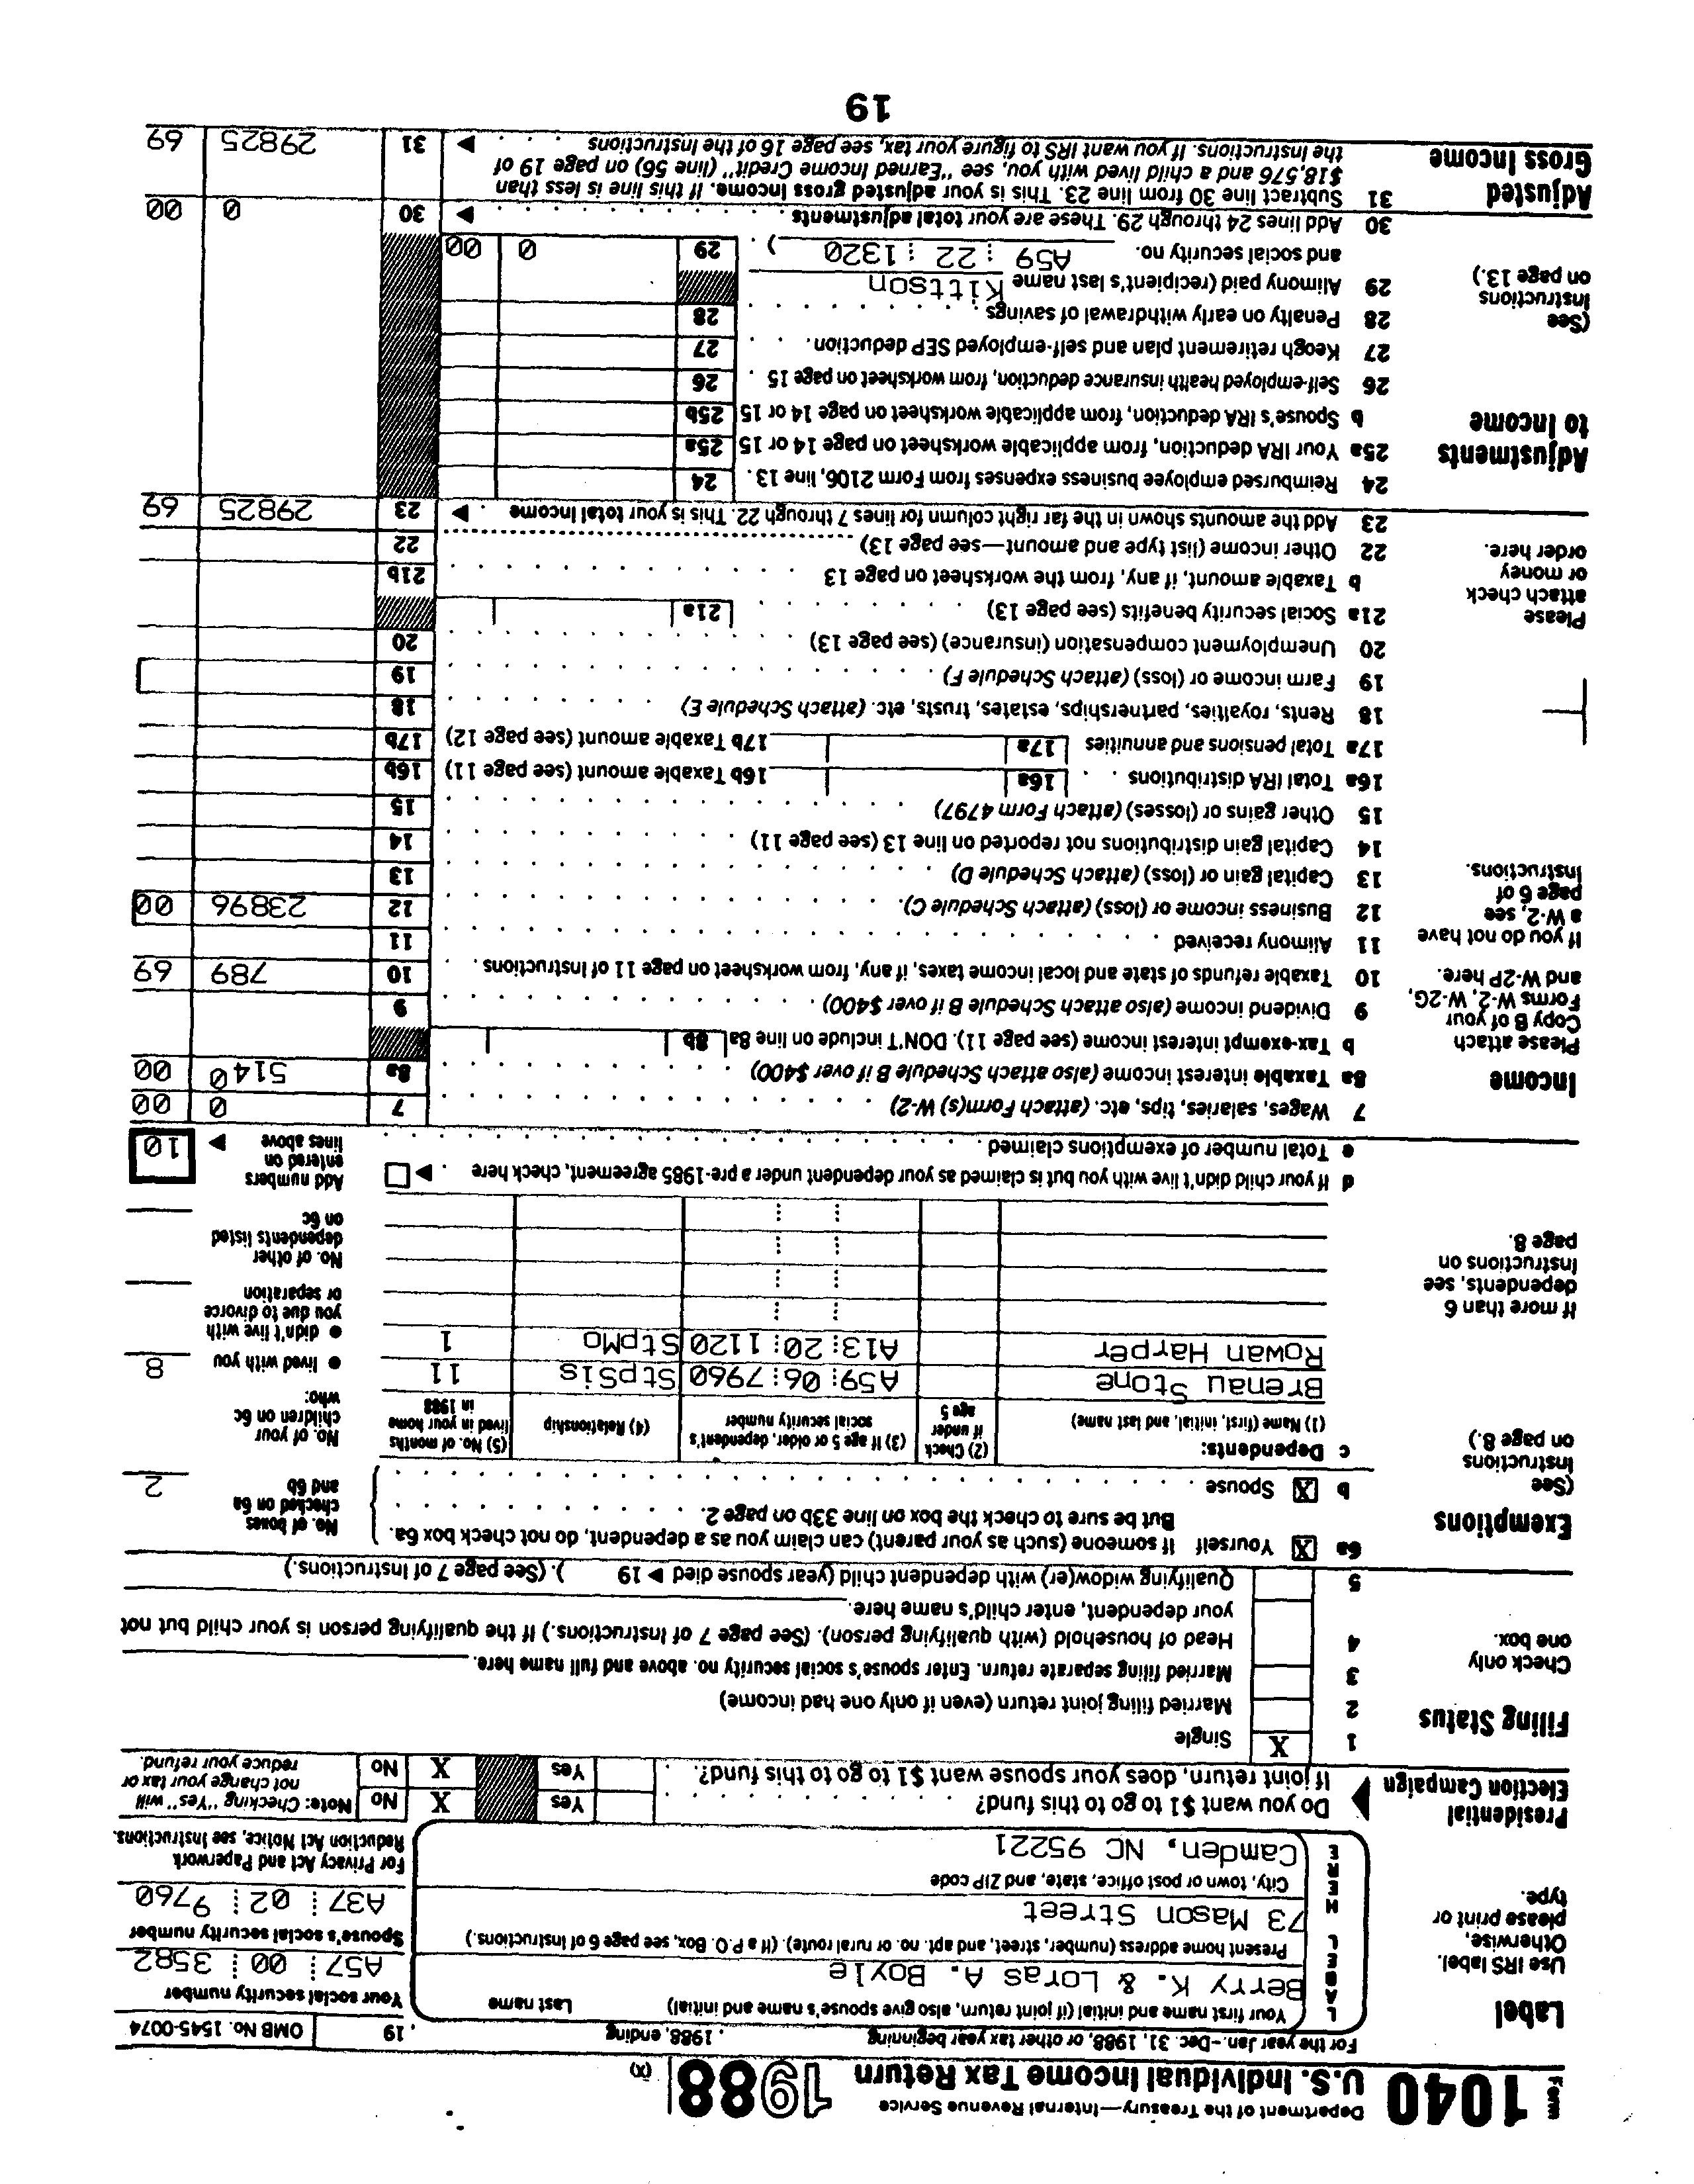 Form 1040 Department of the Treasury—Internal Revenue Service
U.S. Individual Income Tax Return 1988 (X)
For the year Jan.-Dec. 31, 1988, or other tax year beginning , 1988, ending , 19 OMB No. 1545-0074
Label
Use IRS label.
Otherwise,
please print or
type.
LABEL HERE
Your first name and initial (if joint return, also give spouse's name and initial) Last name
Berry K. & Loras A. Boyle
Your social security number
A57 00 3582
Present home address (number, street, and apt. no. or rural route). (If a P.O. Box, see page 6 of Instructions.)
73 Mason Street
Spouse's social security number
A37 02 9760
City, town or post office, state, and ZIP code
Camden, NC 95221
For Privacy Act and Paperwork
Reduction Act Notice, see Instructions.
Presidential
Election Campaign
Do you want $1 to go to this fund? Yes X No
If joint return, does your spouse want $1 to go to this fund? Yes X No
Note: Checking "Yes" will
not change your tax or
reduce your refund.
Filing Status
Check only
one box.
1 X Single
2 Married filing joint return (even if only one had income)
3 Married filing separate return. Enter spouse's social security no. above and full name here.
4 Head of household (with qualifying person). (See page 7 of Instructions.) If the qualifying person is your child but not
your dependent, enter child's name here.
5 Qualifying widow(er) with dependent child (year spouse died ▶ 19 ). (See page 7 of Instructions.)
Exemptions
(See
Instructions
on page 8.)
6a X Yourself If someone (such as your parent) can claim you as a dependent, do not check box 6a.
But be sure to check the box on line 33b on page 2.
b X Spouse
No. of boxes
checked on 6a
and 6b 2
c Dependents:
(1) Name (first, initial, and last name)
(2) Check
if under
age 5
(3) If age 5 or older, dependent's
social security number
(4) Relationship
(5) No. of months
lived in your home
in 1988
Brenau Stone A59 06 7960 StpSis 11
Rowan Harper A13 20 1120 StpMo 1
No. of your
children on 6c
who:
● lived with you 8
● didn't live with
you due to divorce
or separation
No. of other
dependents listed
on 6c
If more than 6
dependents, see
Instructions on
page 8.
d If your child didn't live with you but is claimed as your dependent under a pre-1985 agreement, check here ▶
e Total number of exemptions claimed
Add numbers
entered on
lines above ▶ 10
Income
Please attach
Copy B of your
Forms W-2, W-2G,
and W-2P here.
If you do not have
a W-2, see
page 6 of
Instructions.
7 Wages, salaries, tips, etc. (attach Form(s) W-2) 7 0 00
8a Taxable interest income (also attach Schedule B if over $400) 8a 5140 00
b Tax-exempt interest income (see page 11). DON'T include on line 8a 8b
9 Dividend income (also attach Schedule B if over $400) 9
10 Taxable refunds of state and local income taxes, if any, from worksheet on page 11 of Instructions 10 789 69
11 Alimony received 11
12 Business income or (loss) (attach Schedule C) 12 23896 00
13 Capital gain or (loss) (attach Schedule D) 13
14 Capital gain distributions not reported on line 13 (see page 11) 14
15 Other gains or (losses) (attach Form 4797) 15
16a Total IRA distributions 16a 16b Taxable amount (see page 11) 16b
17a Total pensions and annuities 17a 17b Taxable amount (see page 12) 17b
18 Rents, royalties, partnerships, estates, trusts, etc. (attach Schedule E) 18
19 Farm income or (loss) (attach Schedule F) 19
20 Unemployment compensation (insurance) (see page 13) 20
21a Social security benefits (see page 13) 21a
b Taxable amount, if any, from the worksheet on page 13 21b
22 Other income (list type and amount—see page 13) 22
23 Add the amounts shown in the far right column for lines 7 through 22. This is your total income ▶ 23 29825 69
Please
attach check
or money
order here.
Adjustments
to Income
(See
Instructions
on page 13.)
24 Reimbursed employee business expenses from Form 2106, line 13 24
25a Your IRA deduction, from applicable worksheet on page 14 or 15 25a
b Spouse's IRA deduction, from applicable worksheet on page 14 or 15 25b
26 Self-employed health insurance deduction, from worksheet on page 15 26
27 Keogh retirement plan and self-employed SEP deduction 27
28 Penalty on early withdrawal of savings 28
29 Alimony paid (recipient's last name Kittson
and social security no. A59 22 1320 ) 29 0 00
30 Add lines 24 through 29. These are your total adjustments ▶ 30 0 00
Adjusted
Gross Income
31 Subtract line 30 from line 23. This is your adjusted gross income. If this line is less than
$18,576 and a child lived with you, see "Earned Income Credit" (line 56) on page 19 of
the Instructions. If you want IRS to figure your tax, see page 16 of the Instructions ▶ 31 29825 69
19